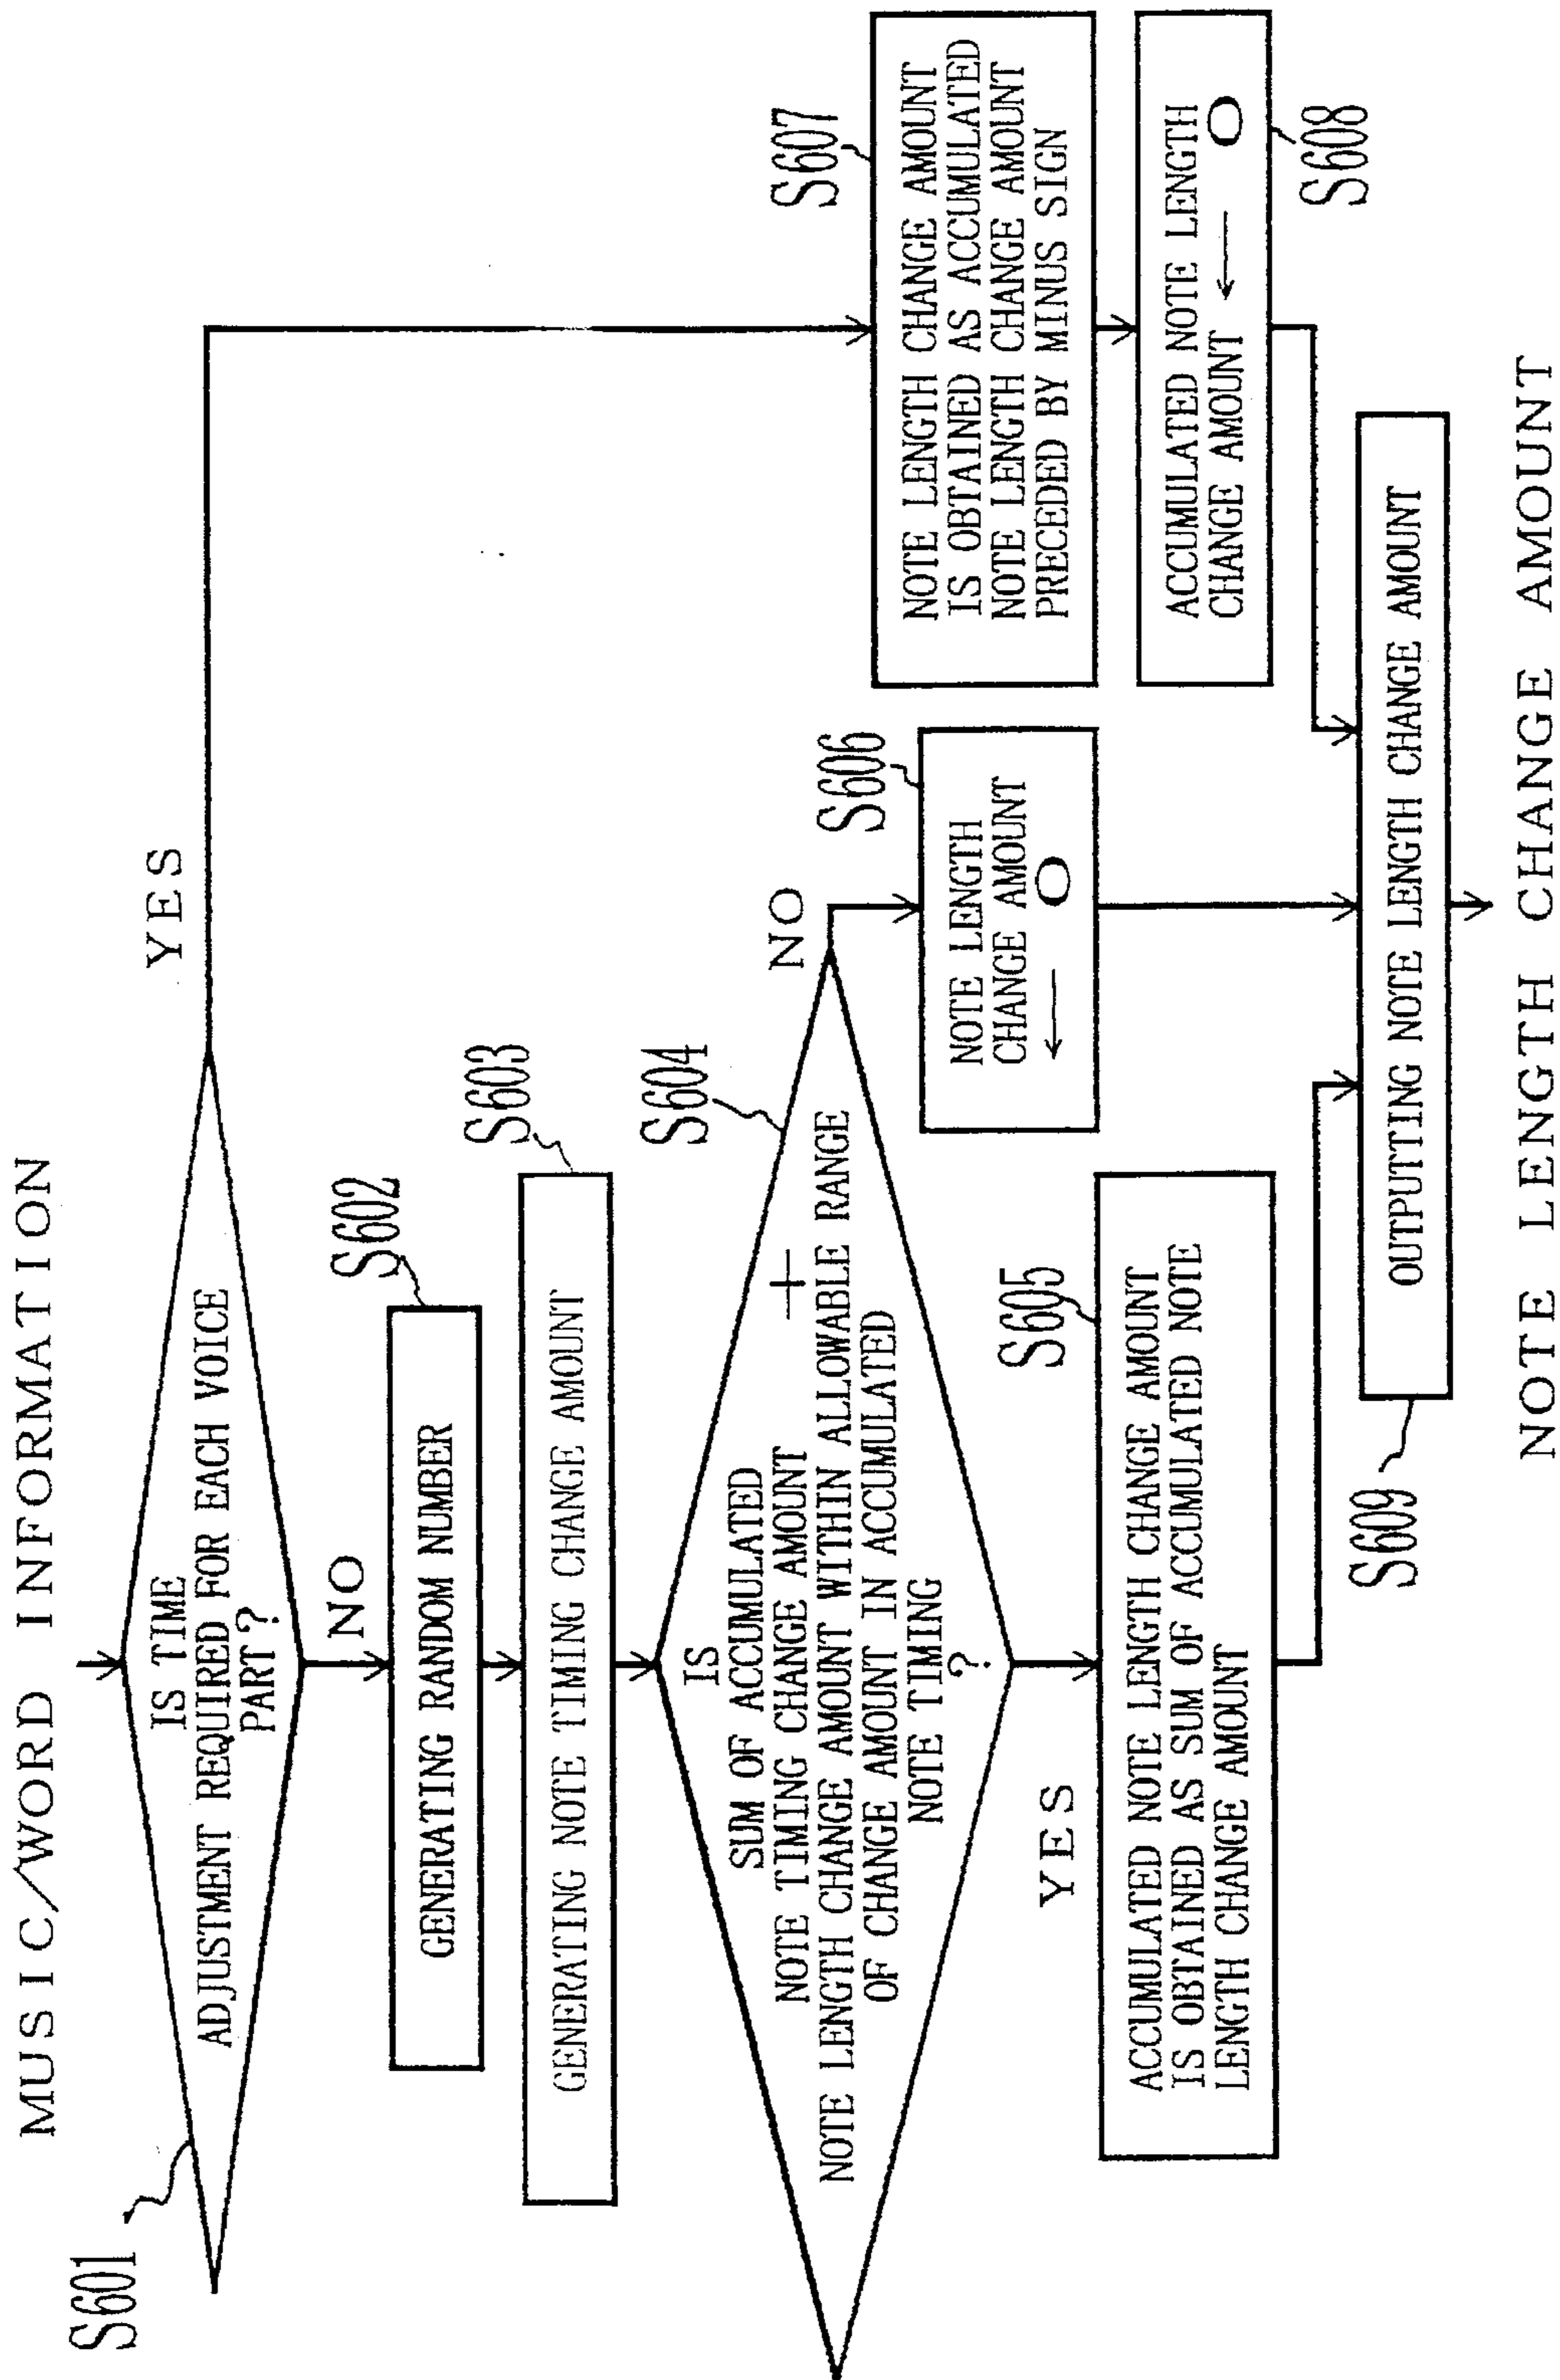 MUSIC/WORD INFORMATION
S601
IS TIME
ADJUSTMENT REQUIRED FOR EACH VOICE
PART?
YES
NO
S602
GENERATING RANDOM NUMBER
S603
GENERATING NOTE TIMING CHANGE AMOUNT
S604
IS
SUM OF ACCUMULATED
NOTE TIMING CHANGE AMOUNT +
NOTE LENGTH CHANGE AMOUNT WITHIN ALLOWABLE RANGE
OF CHANGE AMOUNT IN ACCUMULATED
NOTE TIMING
?
NO
YES
S605
ACCUMULATED NOTE LENGTH CHANGE AMOUNT
IS OBTAINED AS SUM OF ACCUMULATED NOTE
LENGTH CHANGE AMOUNT
S606
NOTE LENGTH
CHANGE AMOUNT
← 0
S607
NOTE LENGTH CHANGE AMOUNT
IS OBTAINED AS ACCUMULATED
NOTE LENGTH CHANGE AMOUNT
PRECEDED BY MINUS SIGN
ACCUMULATED NOTE LENGTH
CHANGE AMOUNT ← 0
S608
OUTPUTING NOTE LENGTH CHANGE AMOUNT
S609
NOTE LENGTH CHANGE AMOUNT